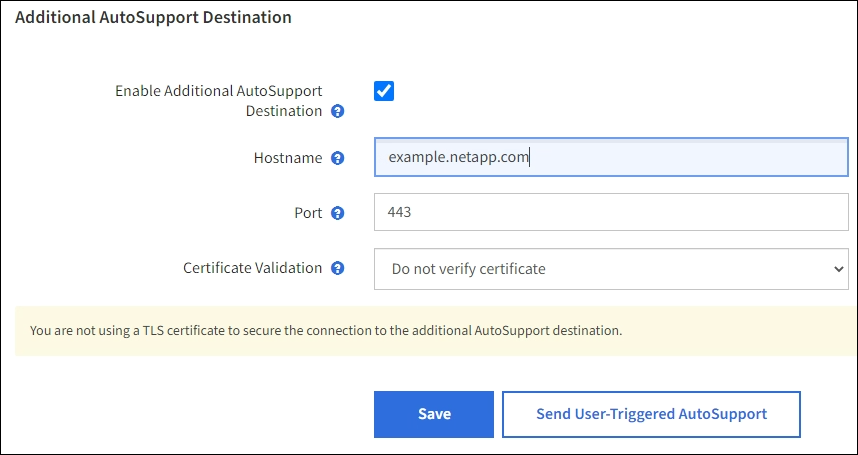 Additional AutoSupport Destination
Enable Additional AutoSupport
Destination ?
Hostname ? example.netapp.com
Port ? 443
Certificate Validation ? Do not verify certificate
You are not using a TLS certificate to secure the connection to the additional AutoSupport destination.
Save Send User-Triggered AutoSupport